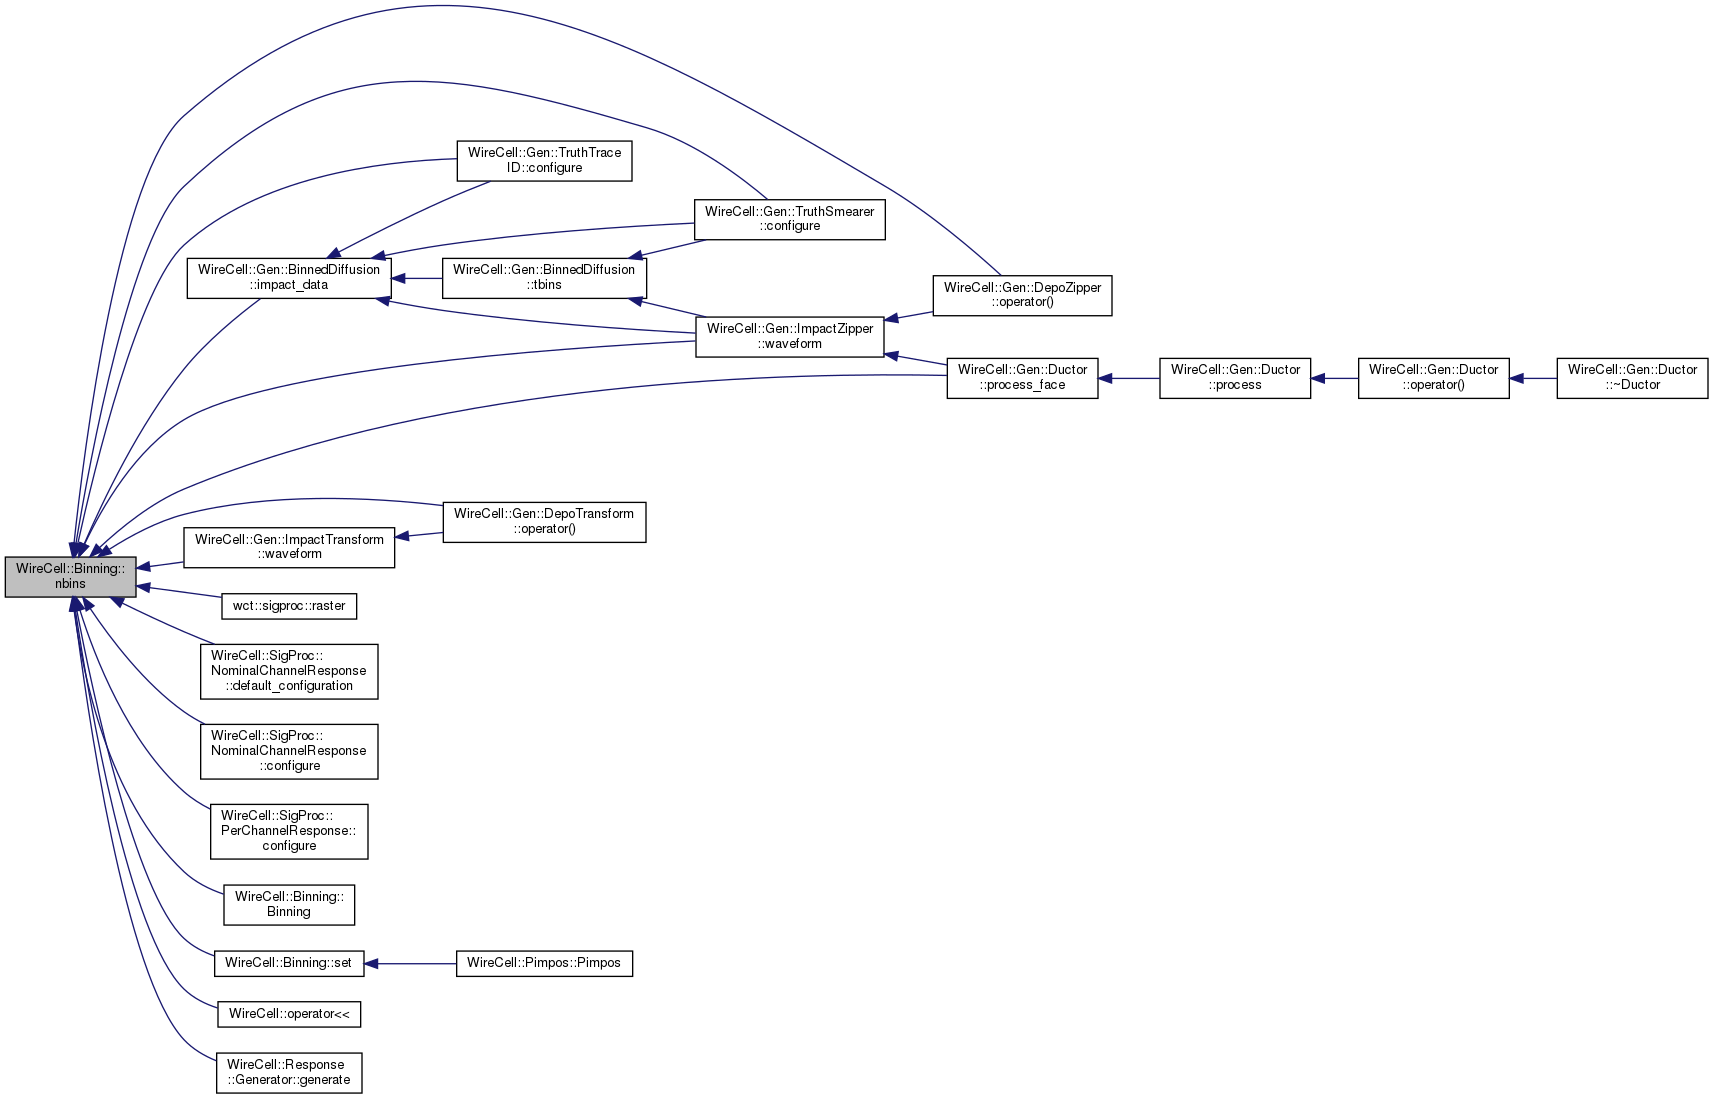 WireCell::Gen::TruthTrace
ID::configure
WireCell::Gen::TruthSmearer
::configure
WireCell::Gen::BinnedDiffusion
::impact_data
WireCell::Gen::BinnedDiffusion
::tbins
WireCell::Gen::DepoZipper
::operator()
WireCell::Gen::ImpactZipper
::waveform
WireCell::Gen::Ductor
::process_face
WireCell::Gen::Ductor
::process
WireCell::Gen::Ductor
::operator()
WireCell::Gen::Ductor
::~Ductor
WireCell::Gen::DepoTransform
::operator()
WireCell::Gen::ImpactTransform
::waveform
WireCell::Binning::
nbins
wct::sigproc::raster
WireCell::SigProc::
NominalChannelResponse
::default_configuration
WireCell::SigProc::
NominalChannelResponse
::configure
WireCell::SigProc::
PerChannelResponse::
configure
WireCell::Binning::
Binning
WireCell::Binning::set
WireCell::Pimpos::Pimpos
WireCell::operator<<
WireCell::Response
::Generator::generate